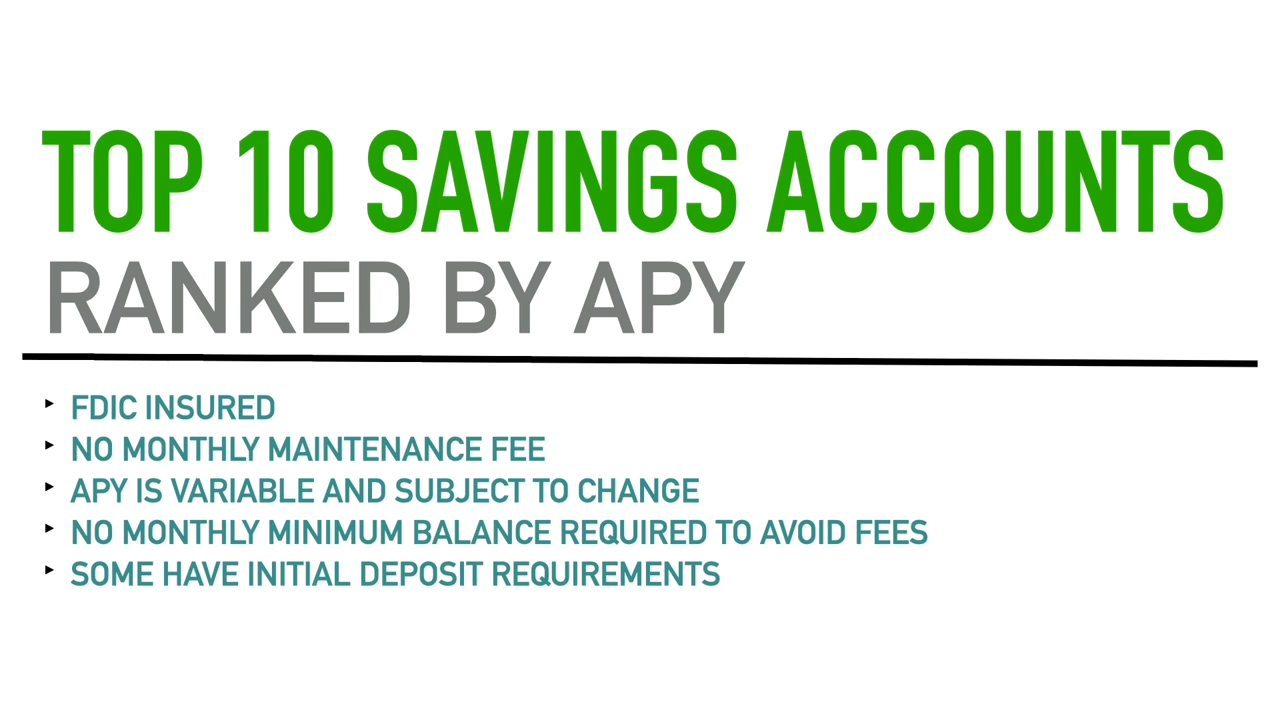 TOP 10 SAVINGS ACCOUNTS
RANKED BY APY
FDIC INSURED
NO MONTHLY MAINTENANCE FEE
APY IS VARIABLE AND SUBJECT TO CHANGE
NO MONTHLY MINIMUM BALANCE REQUIRED TO AVOID FEES
SOME HAVE INITIAL DEPOSIT REQUIREMENTS